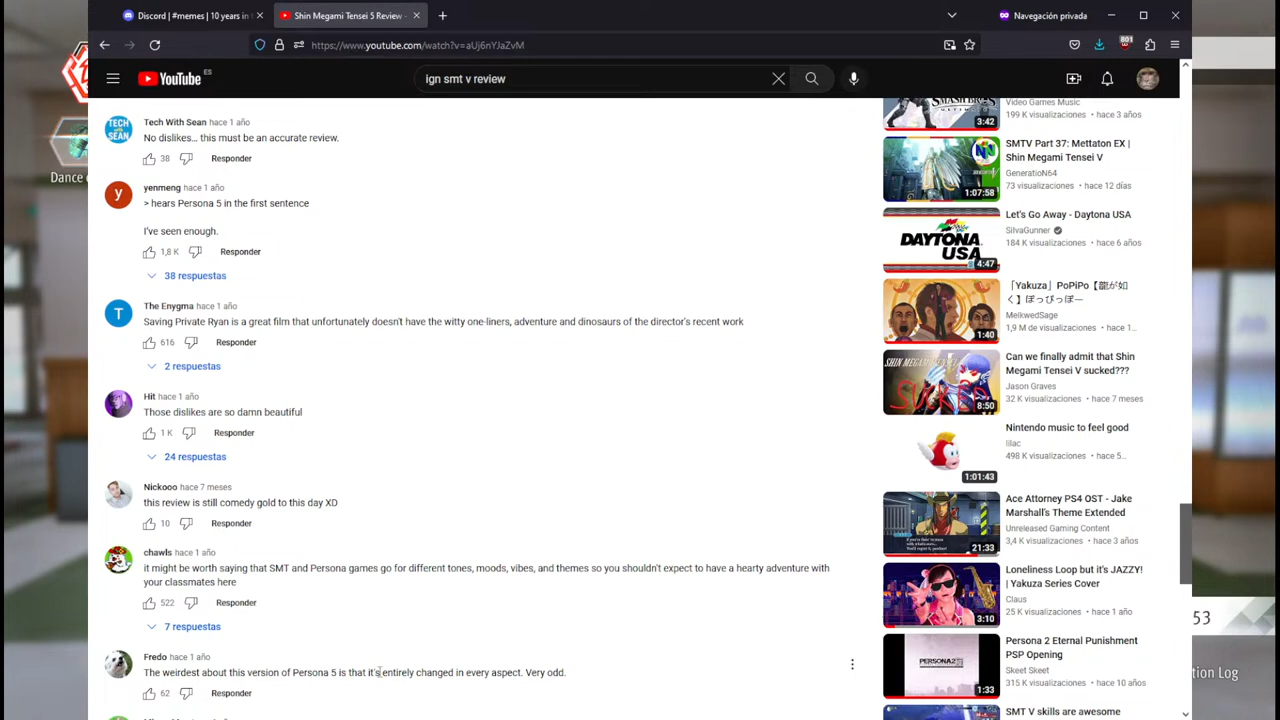 Discord | #memes | 10 years in t
Shin Megami Tensei 5 Review -
Navegación privada
https://www.youtube.com/watch?v=aUj6nYJaZvM
801
YouTube ES
ign smt v review
Tech With Sean hace 1 año
No dislikes... this must be an accurate review.
38 Responder
yenmeng hace 1 año
> hears Persona 5 in the first sentence
I've seen enough.
1,8 K Responder
38 respuestas
The Enygma hace 1 año
Saving Private Ryan is a great film that unfortunately doesn't have the witty one-liners, adventure and dinosaurs of the director's recent work
616 Responder
2 respuestas
Hit hace 1 año
Those dislikes are so damn beautiful
1 K Responder
24 respuestas
Nickooo hace 7 meses
this review is still comedy gold to this day XD
10 Responder
chawls hace 1 año
it might be worth saying that SMT and Persona games go for different tones, moods, vibes, and themes so you shouldn't expect to have a hearty adventure with
your classmates here
522 Responder
7 respuestas
Fredo hace 1 año
The weirdest about this version of Persona 5 is that it's entirely changed in every aspect. Very odd.
62 Responder
Video Games Music
199 K visualizaciones • hace 3 años
3:42
SMTV Part 37: Mettaton EX |
Shin Megami Tensei V
GeneratioN64
73 visualizaciones • hace 12 días
1:07:58
Let's Go Away - Daytona USA
SilvaGunner
184 K visualizaciones • hace 6 años
DAYTONA USA
4:47
「Yakuza」PoPiPo【龍が如
く】ぽっぴっぽー
MelkwedSage
1,9 M de visualizaciones • hace 1...
1:40
Can we finally admit that Shin
Megami Tensei V sucked???
Jason Graves
32 K visualizaciones • hace 7 meses
SHIN MEGAMI TENSEI
SUCKED
8:50
Nintendo music to feel good
lilac
498 K visualizaciones • hace 5...
1:01:43
Ace Attorney PS4 OST - Jake
Marshall's Theme Extended
Unreleased Gaming Content
3,4 K visualizaciones • hace 3 años
21:33
Loneliness Loop but it's JAZZY!
| Yakuza Series Cover
Claus
25 K visualizaciones • hace 1 año
3:10
Persona 2 Eternal Punishment
PSP Opening
Skeet Skeet
315 K visualizaciones • hace 10 años
PERSONA2
1:33
SMT V skills are awesome
Dance o
53
tion Log